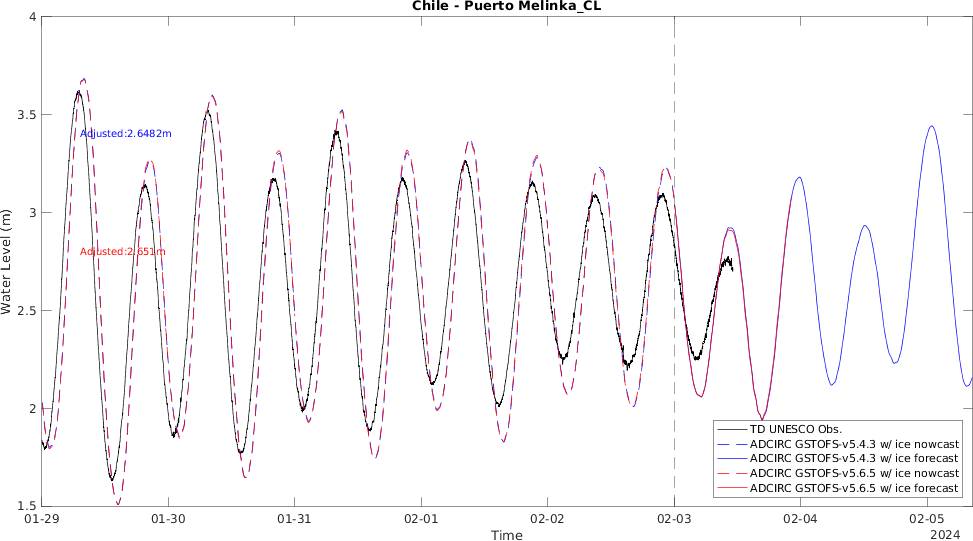 Chile - Puerto Melinka_CL
4
3.5
3
2.5
2
1.5
Water Level (m)
Adjusted:2.6482m
Adjusted:2.651m
TD UNESCO Obs.
ADCIRC GSTOFS-v5.4.3 w/ ice nowcast
ADCIRC GSTOFS-v5.4.3 w/ ice forecast
ADCIRC GSTOFS-v5.6.5 w/ ice nowcast
ADCIRC GSTOFS-v5.6.5 w/ ice forecast
01-29 01-30 01-31 02-01 02-02 02-03 02-04 02-05
Time
2024